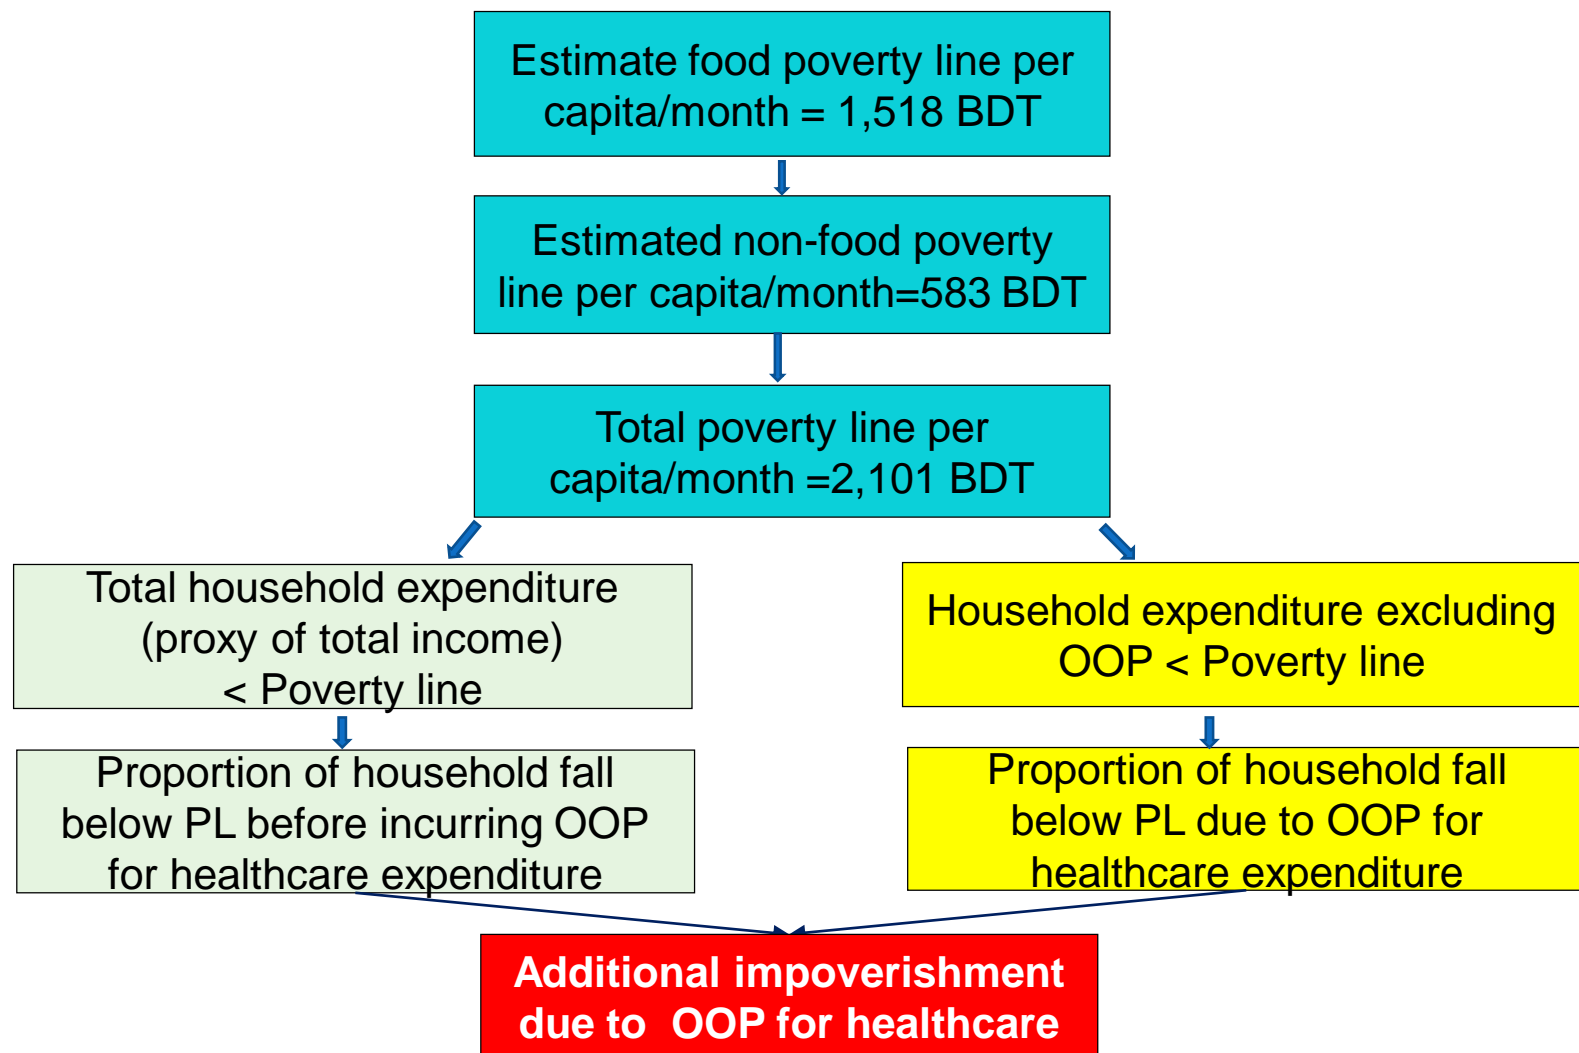 Estimate food poverty line per
capita/month = 1,518 BDT
Estimated non-food poverty
line per capita/month=583 BDT
Total poverty line per
capita/month =2,101 BDT
Total household expenditure
(proxy of total income)
< Poverty line
Household expenditure excluding
OOP < Poverty line
Proportion of household fall
below PL before incurring OOP
for healthcare expenditure
Proportion of household fall
below PL due to OOP for
healthcare expenditure
Additional impoverishment
due to  OOP for healthcare